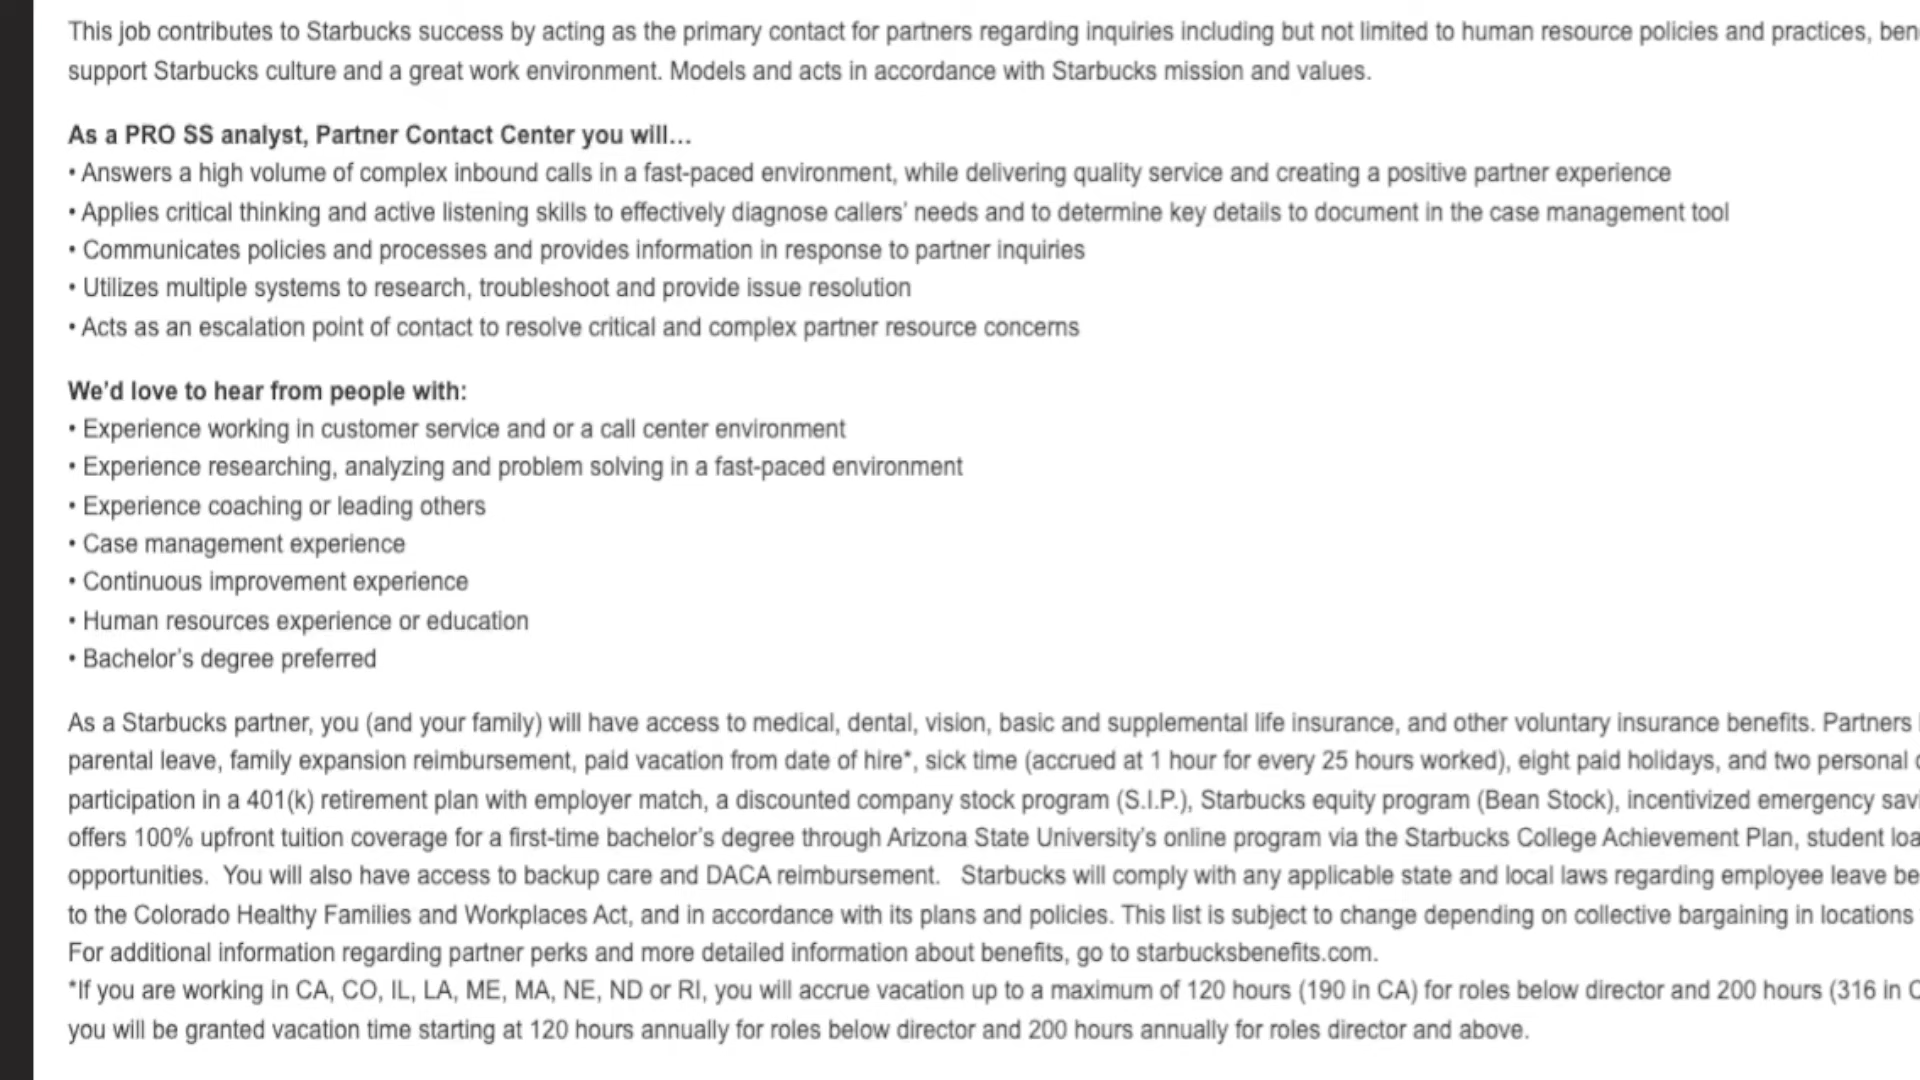 This job contributes to Starbucks success by acting as the primary contact for partners regarding inquiries including but not limited to human resource policies and practices,
support Starbucks culture and a great work environment. Models and acts in accordance with Starbucks mission and values.
As a PRO SS analyst, Partner Contact Center you will…
• Answers a high volume of complex inbound calls in a fast-paced environment, while delivering quality service and creating a positive partner experience
• Applies critical thinking and active listening skills to effectively diagnose callers’ needs and to determine key details to document in the case management tool
• Communicates policies and processes and provides information in response to partner inquiries
• Utilizes multiple systems to research, troubleshoot and provide issue resolution
• Acts as an escalation point of contact to resolve critical and complex partner resource concerns
We’d love to hear from people with:
• Experience working in customer service and or a call center environment
• Experience researching, analyzing and problem solving in a fast-paced environment
• Experience coaching or leading others
• Case management experience
• Continuous improvement experience
• Human resources experience or education
• Bachelor’s degree preferred
As a Starbucks partner, you (and your family) will have access to medical, dental, vision, basic and supplemental life insurance, and other voluntary insurance benefits. Partners
parental leave, family expansion reimbursement, paid vacation from date of hire*, sick time (accrued at 1 hour for every 25 hours worked), eight paid holidays, and two personal
participation in a 401(k) retirement plan with employer match, a discounted company stock program (S.I.P.), Starbucks equity program (Bean Stock), incentivized emergency
offers 100% upfront tuition coverage for a first-time bachelor’s degree through Arizona State University’s online program via the Starbucks College Achievement Plan, student
opportunities.  You will also have access to backup care and DACA reimbursement.   Starbucks will comply with any applicable state and local laws regarding employee leave
to the Colorado Healthy Families and Workplaces Act, and in accordance with its plans and policies. This list is subject to change depending on collective bargaining in locations
For additional information regarding partner perks and more detailed information about benefits, go to starbucksbenefits.com.
*If you are working in CA, CO, IL, LA, ME, MA, NE, ND or RI, you will accrue vacation up to a maximum of 120 hours (190 in CA) for roles below director and 200 hours (316 in
you will be granted vacation time starting at 120 hours annually for roles below director and 200 hours annually for roles director and above.